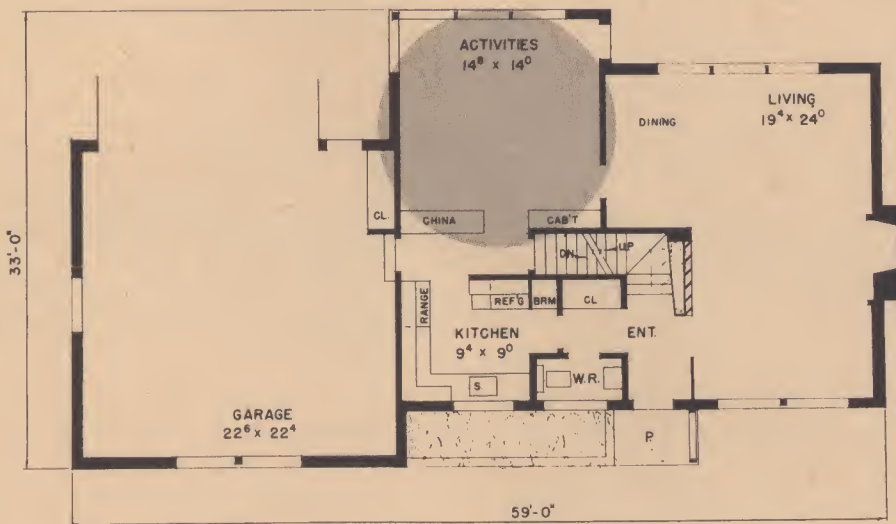 ACTIVITIES
14⁸ x 14⁰
LIVING
19⁴ x 24⁰
DINING
CL.
CHINA
CAB'T
33'-0"
DN.
UP
RANGE
REF'G
BRM
CL
KITCHEN
9⁴ x 9⁰
ENT.
S
W.R.
GARAGE
22⁶ x 22⁴
P.
59'-0"